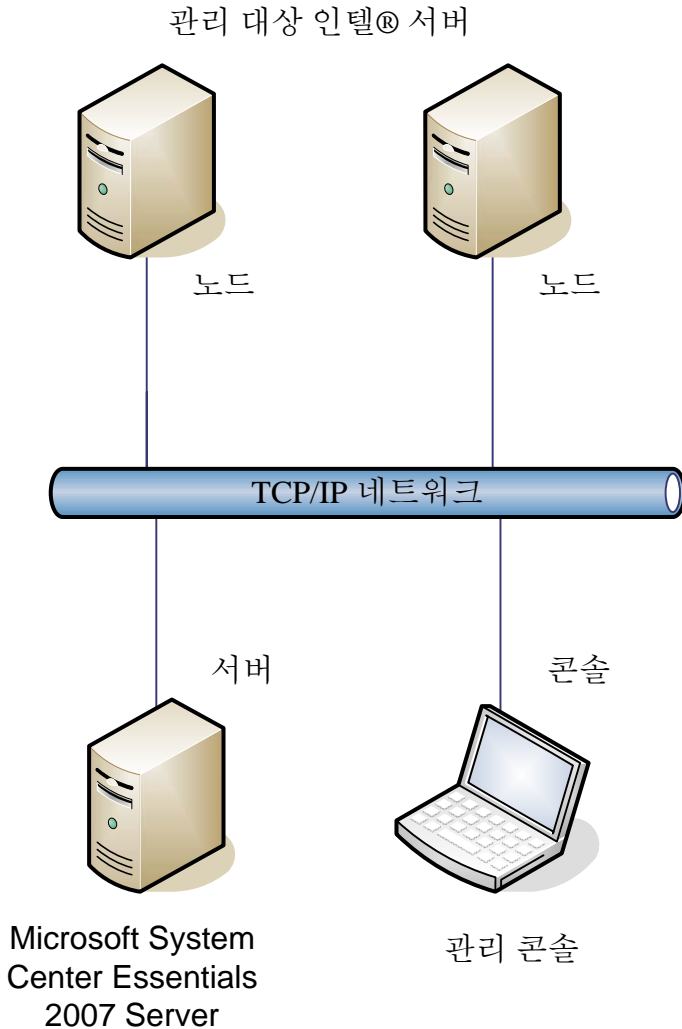 관리 대상 인텔® 서버
노드
노드
TCP/IP 네트워크
서버
콘솔
Microsoft System
Center Essentials
2007 Server
관리 콘솔